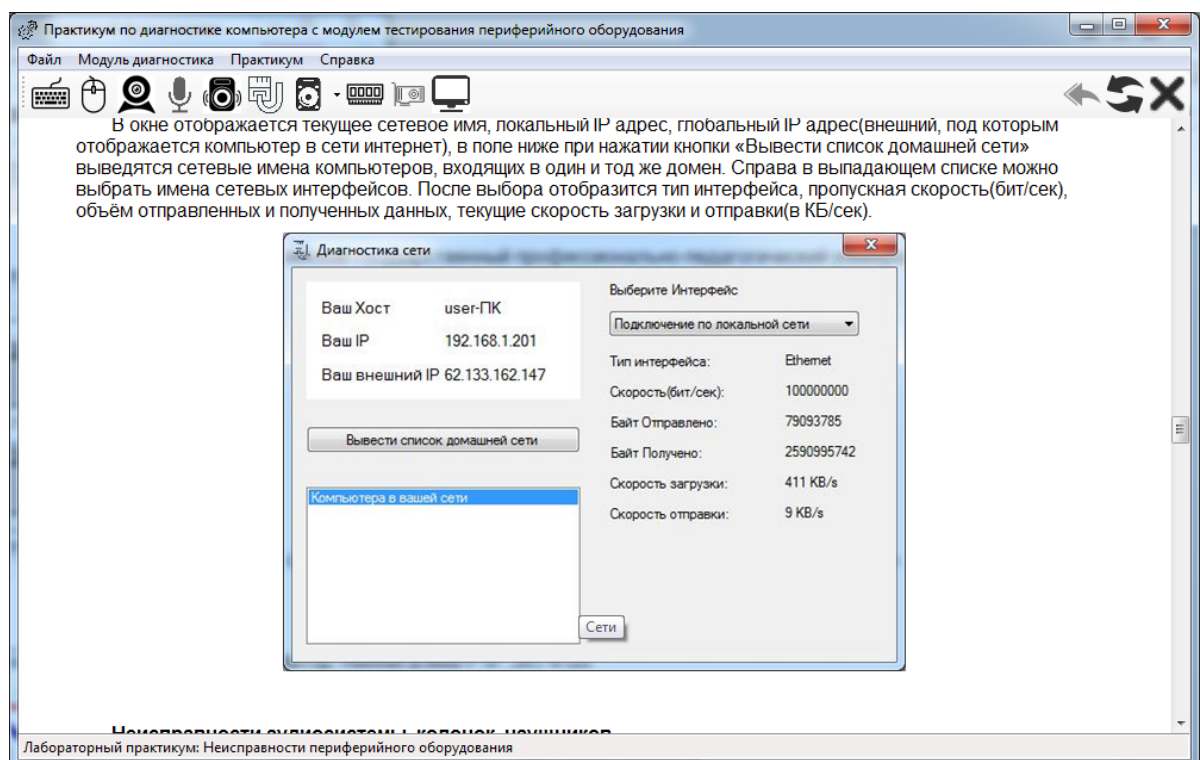 Практикум по диагностике компьютера с модулем тестирования периферийного оборудования
Файл Модуль диагностика Практикум Справка
В окне отображается текущее сетевое имя, локальный IP адрес, глобальный IP адрес(внешний, под которым
отображается компьютер в сети интернет), в поле ниже при нажатии кнопки «Вывести список домашней сети»
выведятся сетевые имена компьютеров, входящих в один и тод же домен. Справа в выпадающем списке можно
выбрать имена сетевых интерфейсов. После выбора отобразится тип интерфейса, пропускная скорость(бит/сек),
объём отправленных и полученных данных, текущие скорость загрузки и отправки(в КБ/сек).
Диагностика сети
Ваш Хост user-ПК
Ваш IP 192.168.1.201
Ваш внешний IP 62.133.162.147
Вывести список домашней сети
Компьютера в вашей сети
Выберите Интерфейс
Подключение по локальной сети
Тип интерфейса: Ethernet
Скорость(бит/сек): 100000000
Байт Отправлено: 79093785
Байт Получено: 2590995742
Скорость загрузки: 411 KB/s
Скорость отправки: 9 KB/s
Сети
Неисправности аудиосистемы, колонок, наушников
Лабораторный практикум: Неисправности периферийного оборудования